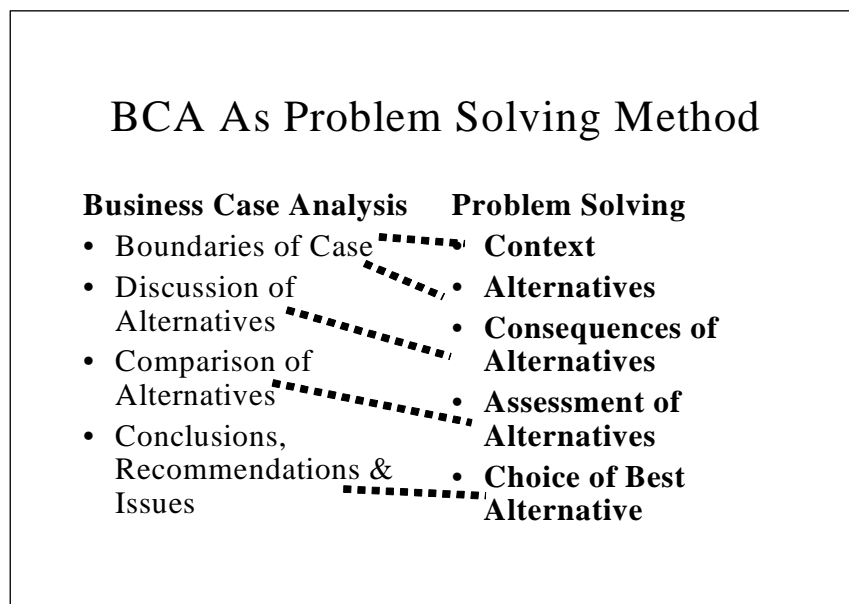 BCA As Problem Solving Method
Business Case Analysis
• Boundaries of Case
• Discussion of
Alternatives
• Comparison of
Alternatives
• Conclusions,
Recommendations &
Issues
Problem Solving
• Context
• Alternatives
• Consequences of
Alternatives
• Assessment of
Alternatives
• Choice of Best
Alternative